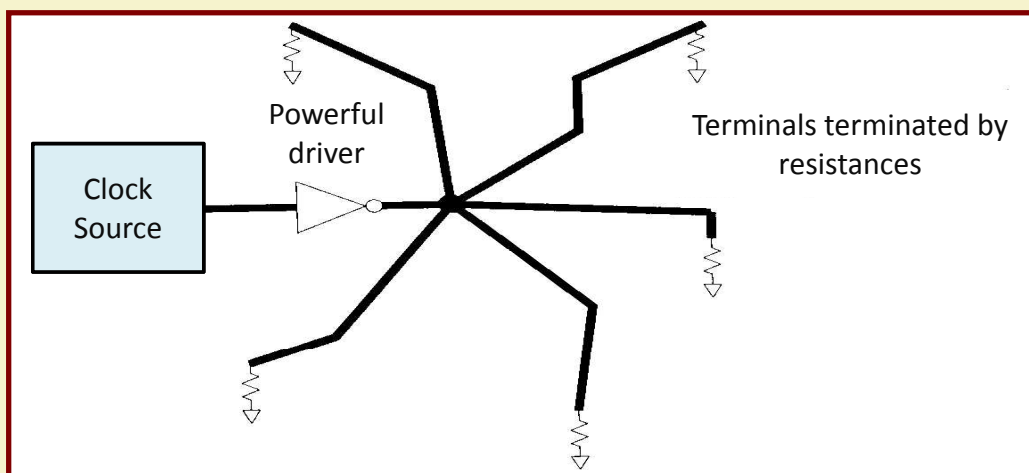 Powerful
driver
Terminals terminated by
resistances
Clock
Source